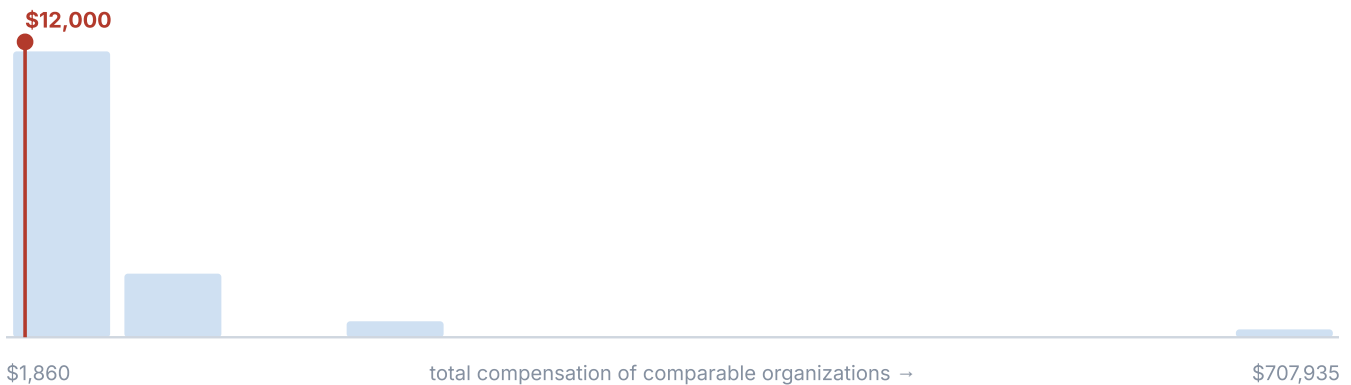 $12,000
$1,860
total compensation of comparable organizations →
$707,935